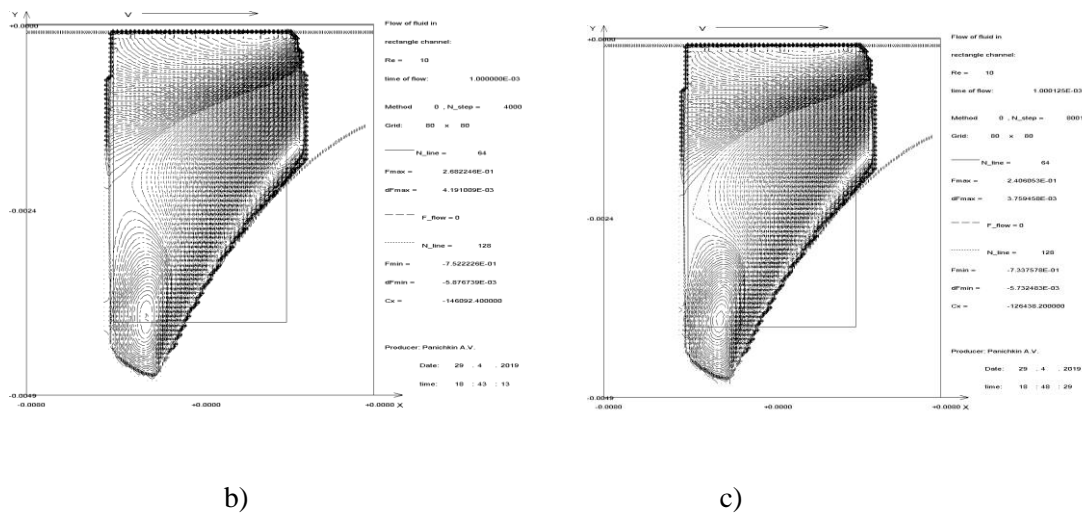 Y
V
+0.0000
-0.0024
-0.0049
-0.0000
+0.0000
+0.0000 X
Flow of fluid in
rectangle channel:
Re = 10
time of flow: 1.000000E-03
Method 0 , N_step = 4000
Grid: 80 x 80
N_line = 64
Fmax = 2.682246E-01
dFmax = 4.191009E-03
F_flow = 0
N_line = 128
Fmin = -7.522226E-01
dFmin = -5.876739E-03
Cx = -146092.400000
Producer: Panichkin A.V.
Date: 29 . 4 . 2019
time: 18 : 43 : 13
b)
Y
V
+0.0000
-0.0024
-0.0049
-0.0000
+0.0000
+0.0000 X
Flow of fluid in
rectangle channel:
Re = 10
time of flow: 1.000125E-03
Method 0 , N_step = 8001
Grid: 80 x 80
N_line = 64
Fmax = 2.406053E-01
dFmax = 3.759458E-03
F_flow = 0
N_line = 128
Fmin = -7.337578E-01
dFmin = -5.732483E-03
Cx = -126438.200000
Producer: Panichkin A.V.
Date: 29 . 4 . 2019
time: 18 : 48 : 29
c)